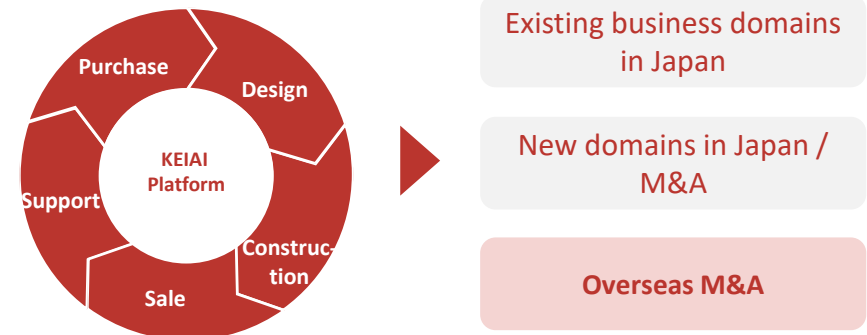 Purchase
Design
KEIAI
Platform
Support
Construc-
tion
Sale
Existing business domains
in Japan
New domains in Japan /
M&A
Overseas M&A